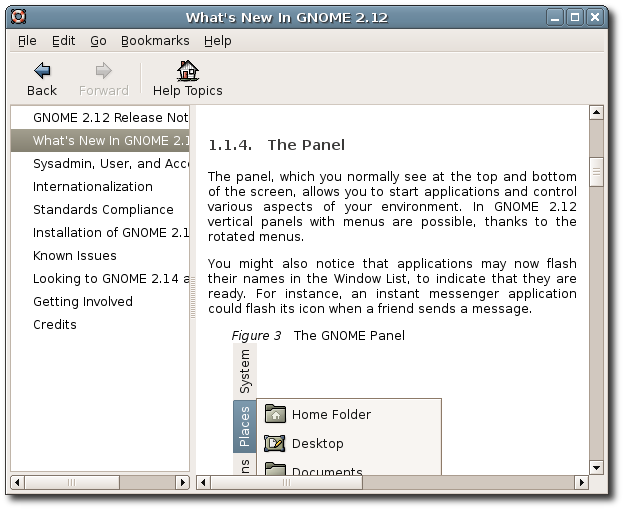 What's New In GNOME 2.12
File Edit Go Bookmarks Help
Back Forward Help Topics
GNOME 2.12 Release Not
What's New In GNOME 2.1
Sysadmin, User, and Acc
Internationalization
Standards Compliance
Installation of GNOME 2.1
Known Issues
Looking to GNOME 2.14 a
Getting Involved
Credits
1.1.4. The Panel
The panel, which you normally see at the top and bottom
of the screen, allows you to start applications and control
various aspects of your environment. In GNOME 2.12
vertical panels with menus are possible, thanks to the
rotated menus.
You might also notice that applications may now flash
their names in the Window List, to indicate that they are
ready. For instance, an instant messenger application
could flash its icon when a friend sends a message.
Figure 3 The GNOME Panel
System
Places
ns
Home Folder
Desktop
Documents